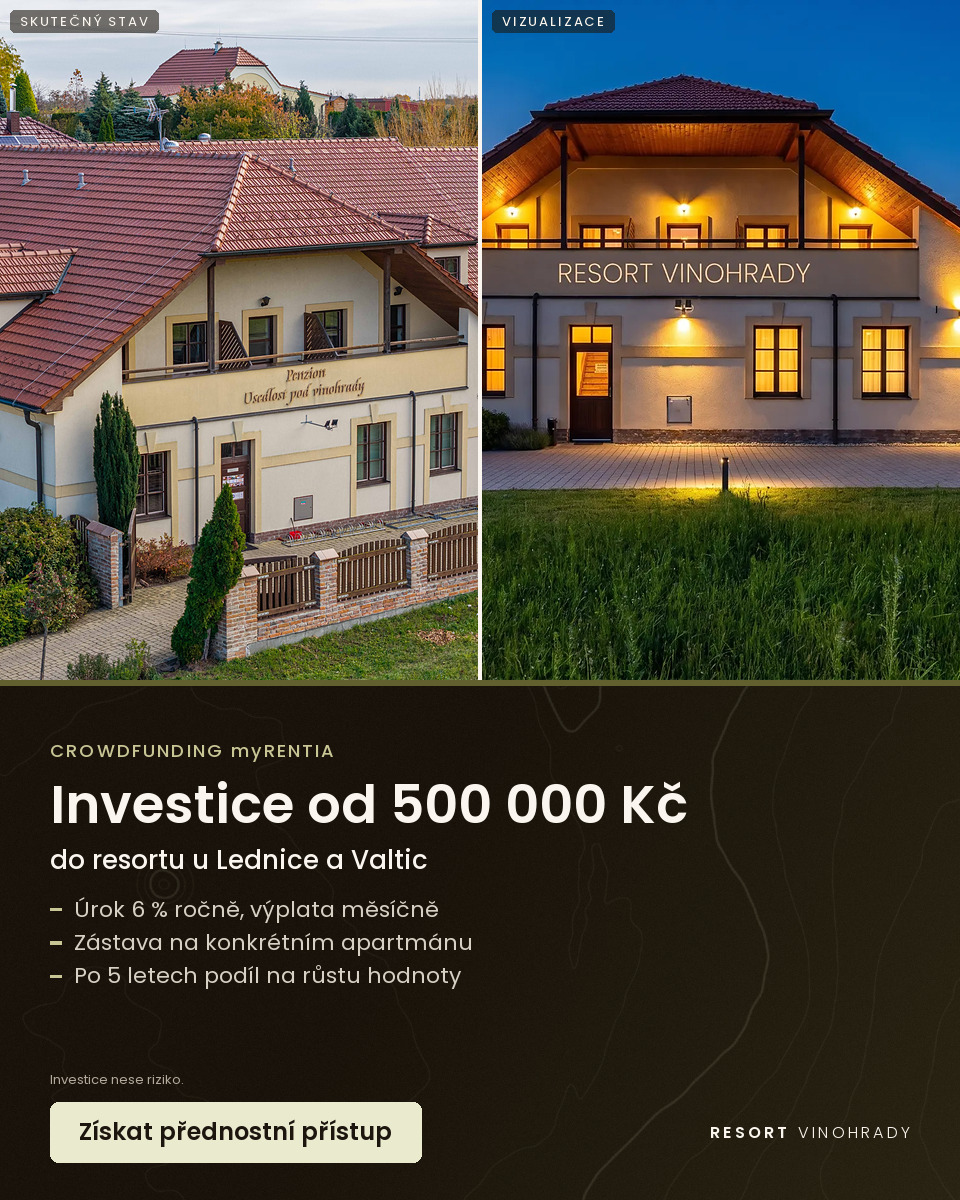 SKUTEČNÝ STAV
VIZUALIZACE
Penzion
Usedlost pod vinohrady
RESORT VINOHRADY
CROWDFUNDING myRENTIA
Investice od 500 000 Kč
do resortu u Lednice a Valtic
– Úrok 6 % ročně, výplata měsíčně
– Zástava na konkrétním apartmánu
– Po 5 letech podíl na růstu hodnoty
Investice nese riziko.
Získat přednostní přístup
RESORT VINOHRADY